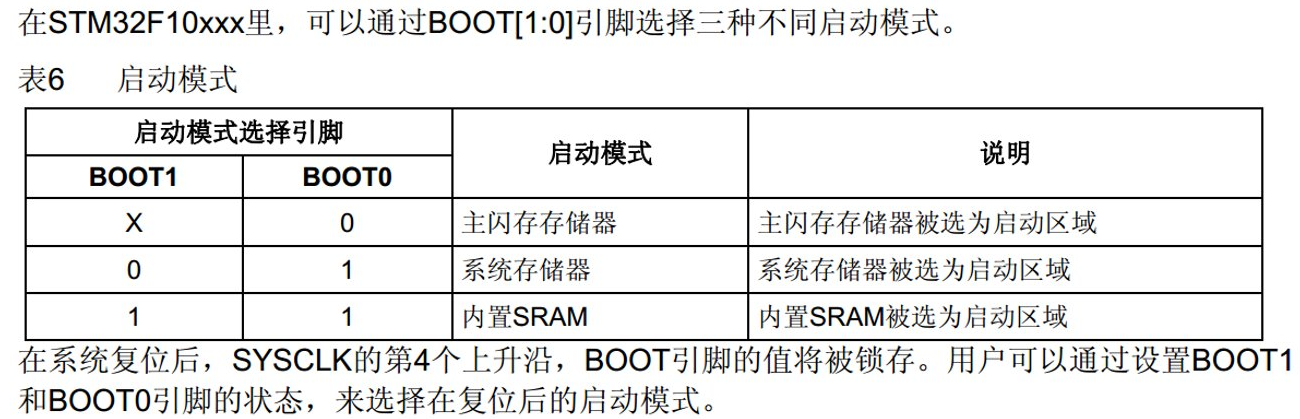 在STM32F10xxx里，可以通过BOOT[1:0]引脚选择三种不同启动模式。
表6 启动模式
启动模式选择引脚 启动模式 说明
BOOT1 BOOT0
X 0 主闪存存储器 主闪存存储器被选为启动区域
0 1 系统存储器 系统存储器被选为启动区域
1 1 内置SRAM 内置SRAM被选为启动区域
在系统复位后，SYSCLK的第4个上升沿，BOOT引脚的值将被锁存。用户可以通过设置BOOT1
和BOOT0引脚的状态，来选择在复位后的启动模式。